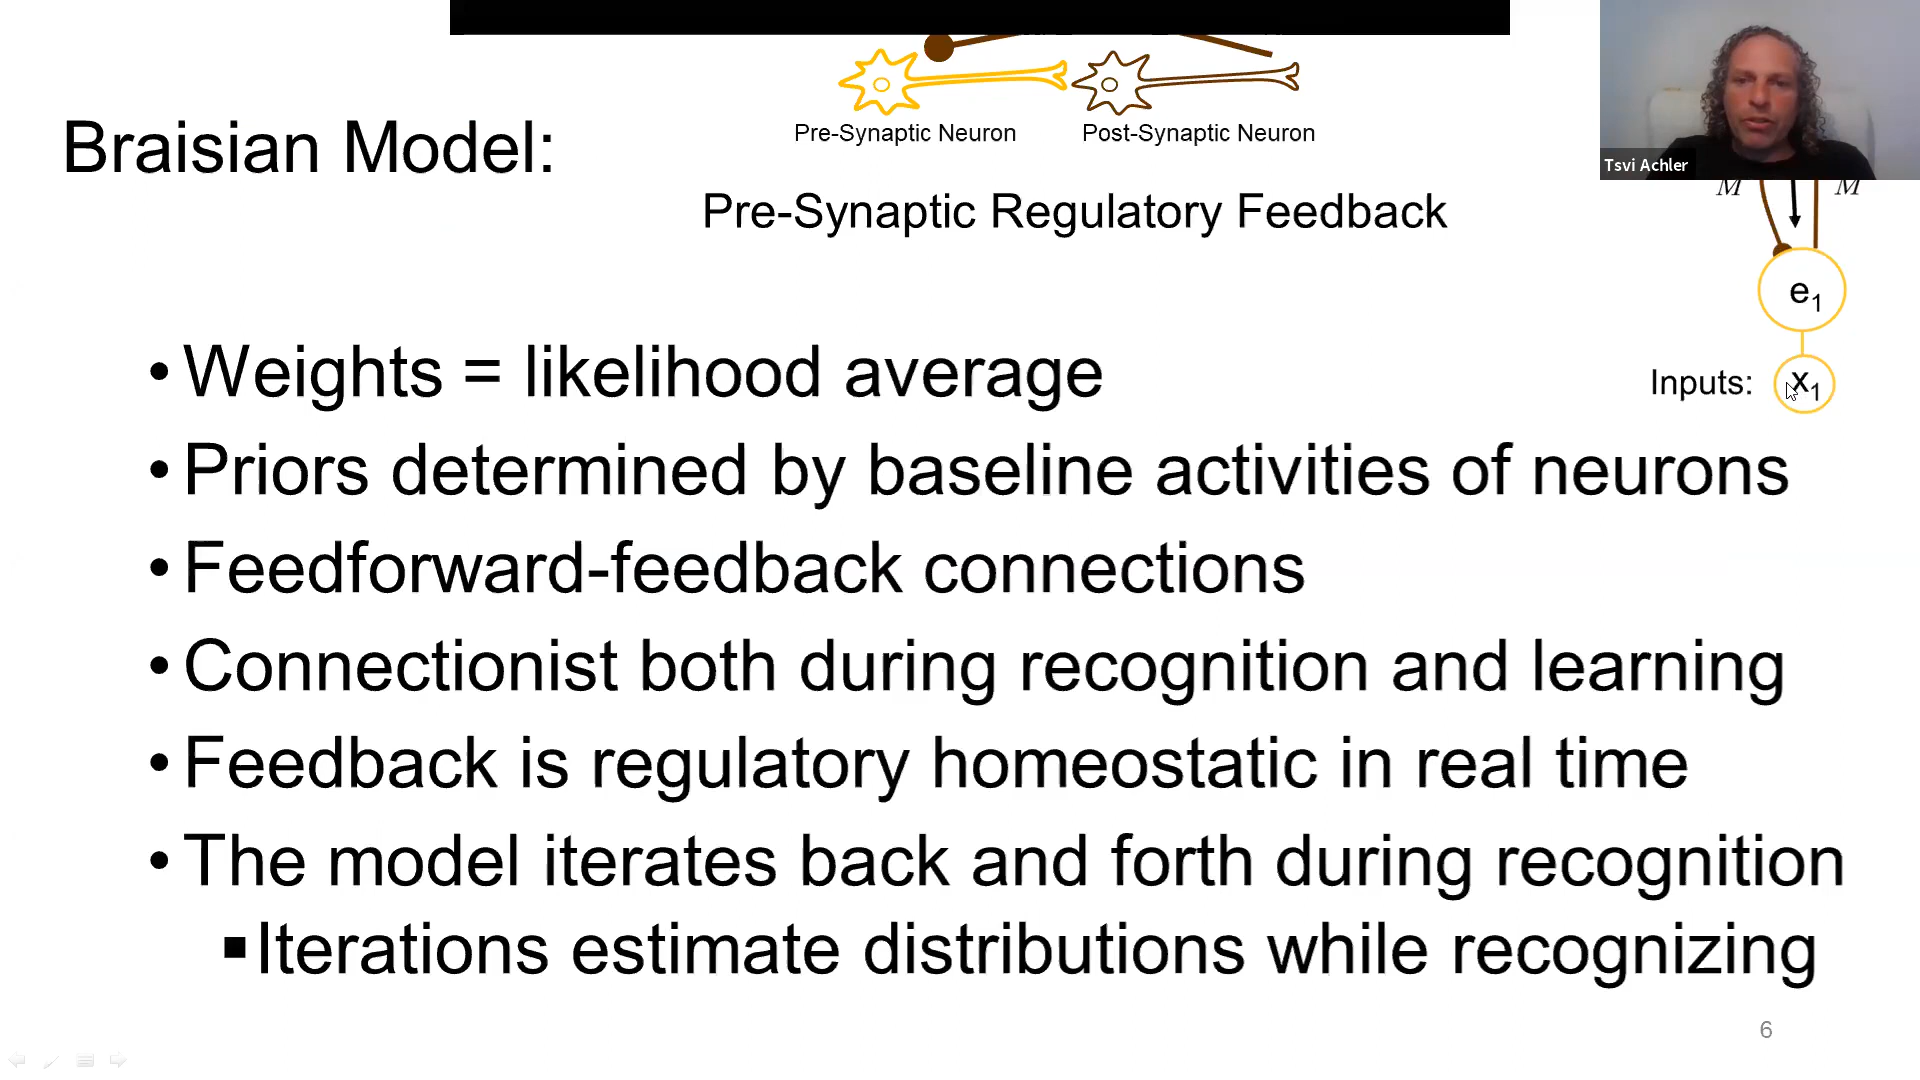 Pre-Synaptic Neuron
Post-Synaptic Neuron
Braisian Model:
Tsvi Achler
M
M
Pre-Synaptic Regulatory Feedback
e1
Inputs:
x1
• Weights = likelihood average
• Priors determined by baseline activities of neurons
• Feedforward-feedback connections
• Connectionist both during recognition and learning
• Feedback is regulatory homeostatic in real time
• The model iterates back and forth during recognition
▪ Iterations estimate distributions while recognizing
6